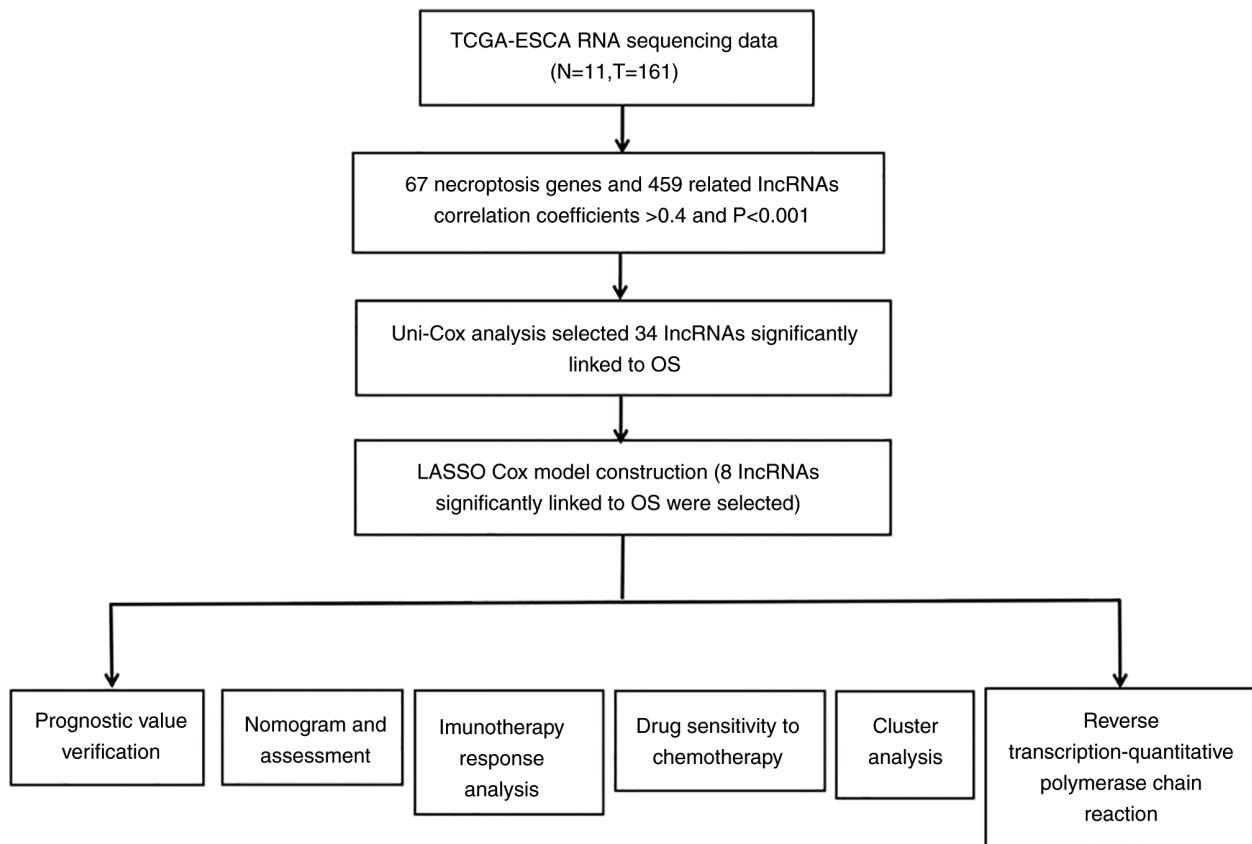 TCGA-ESCA RNA sequencing data
(N=11,T=161)
67 necroptosis genes and 459 related lncRNAs
correlation coefficients >0.4 and P<0.001
Uni-Cox analysis selected 34 lncRNAs significantly
linked to OS
LASSO Cox model construction (8 lncRNAs
significantly linked to OS were selected)
Prognostic value
verification
Nomogram and
assessment
Imunotherapy
response
analysis
Drug sensitivity to
chemotherapy
Cluster
analysis
Reverse
transcription-quantitative
polymerase chain
reaction